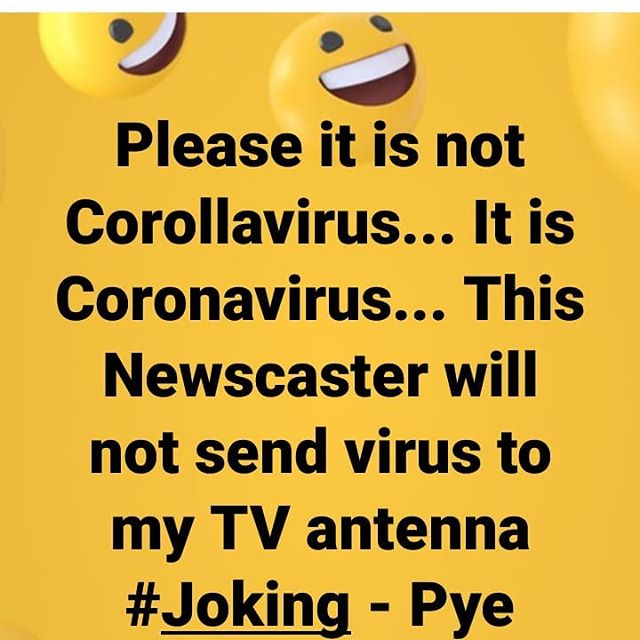 Please it is not
Corollavirus... It is
Coronavirus... This
Newscaster will
not send virus to
my TV antenna
#Joking - Pye